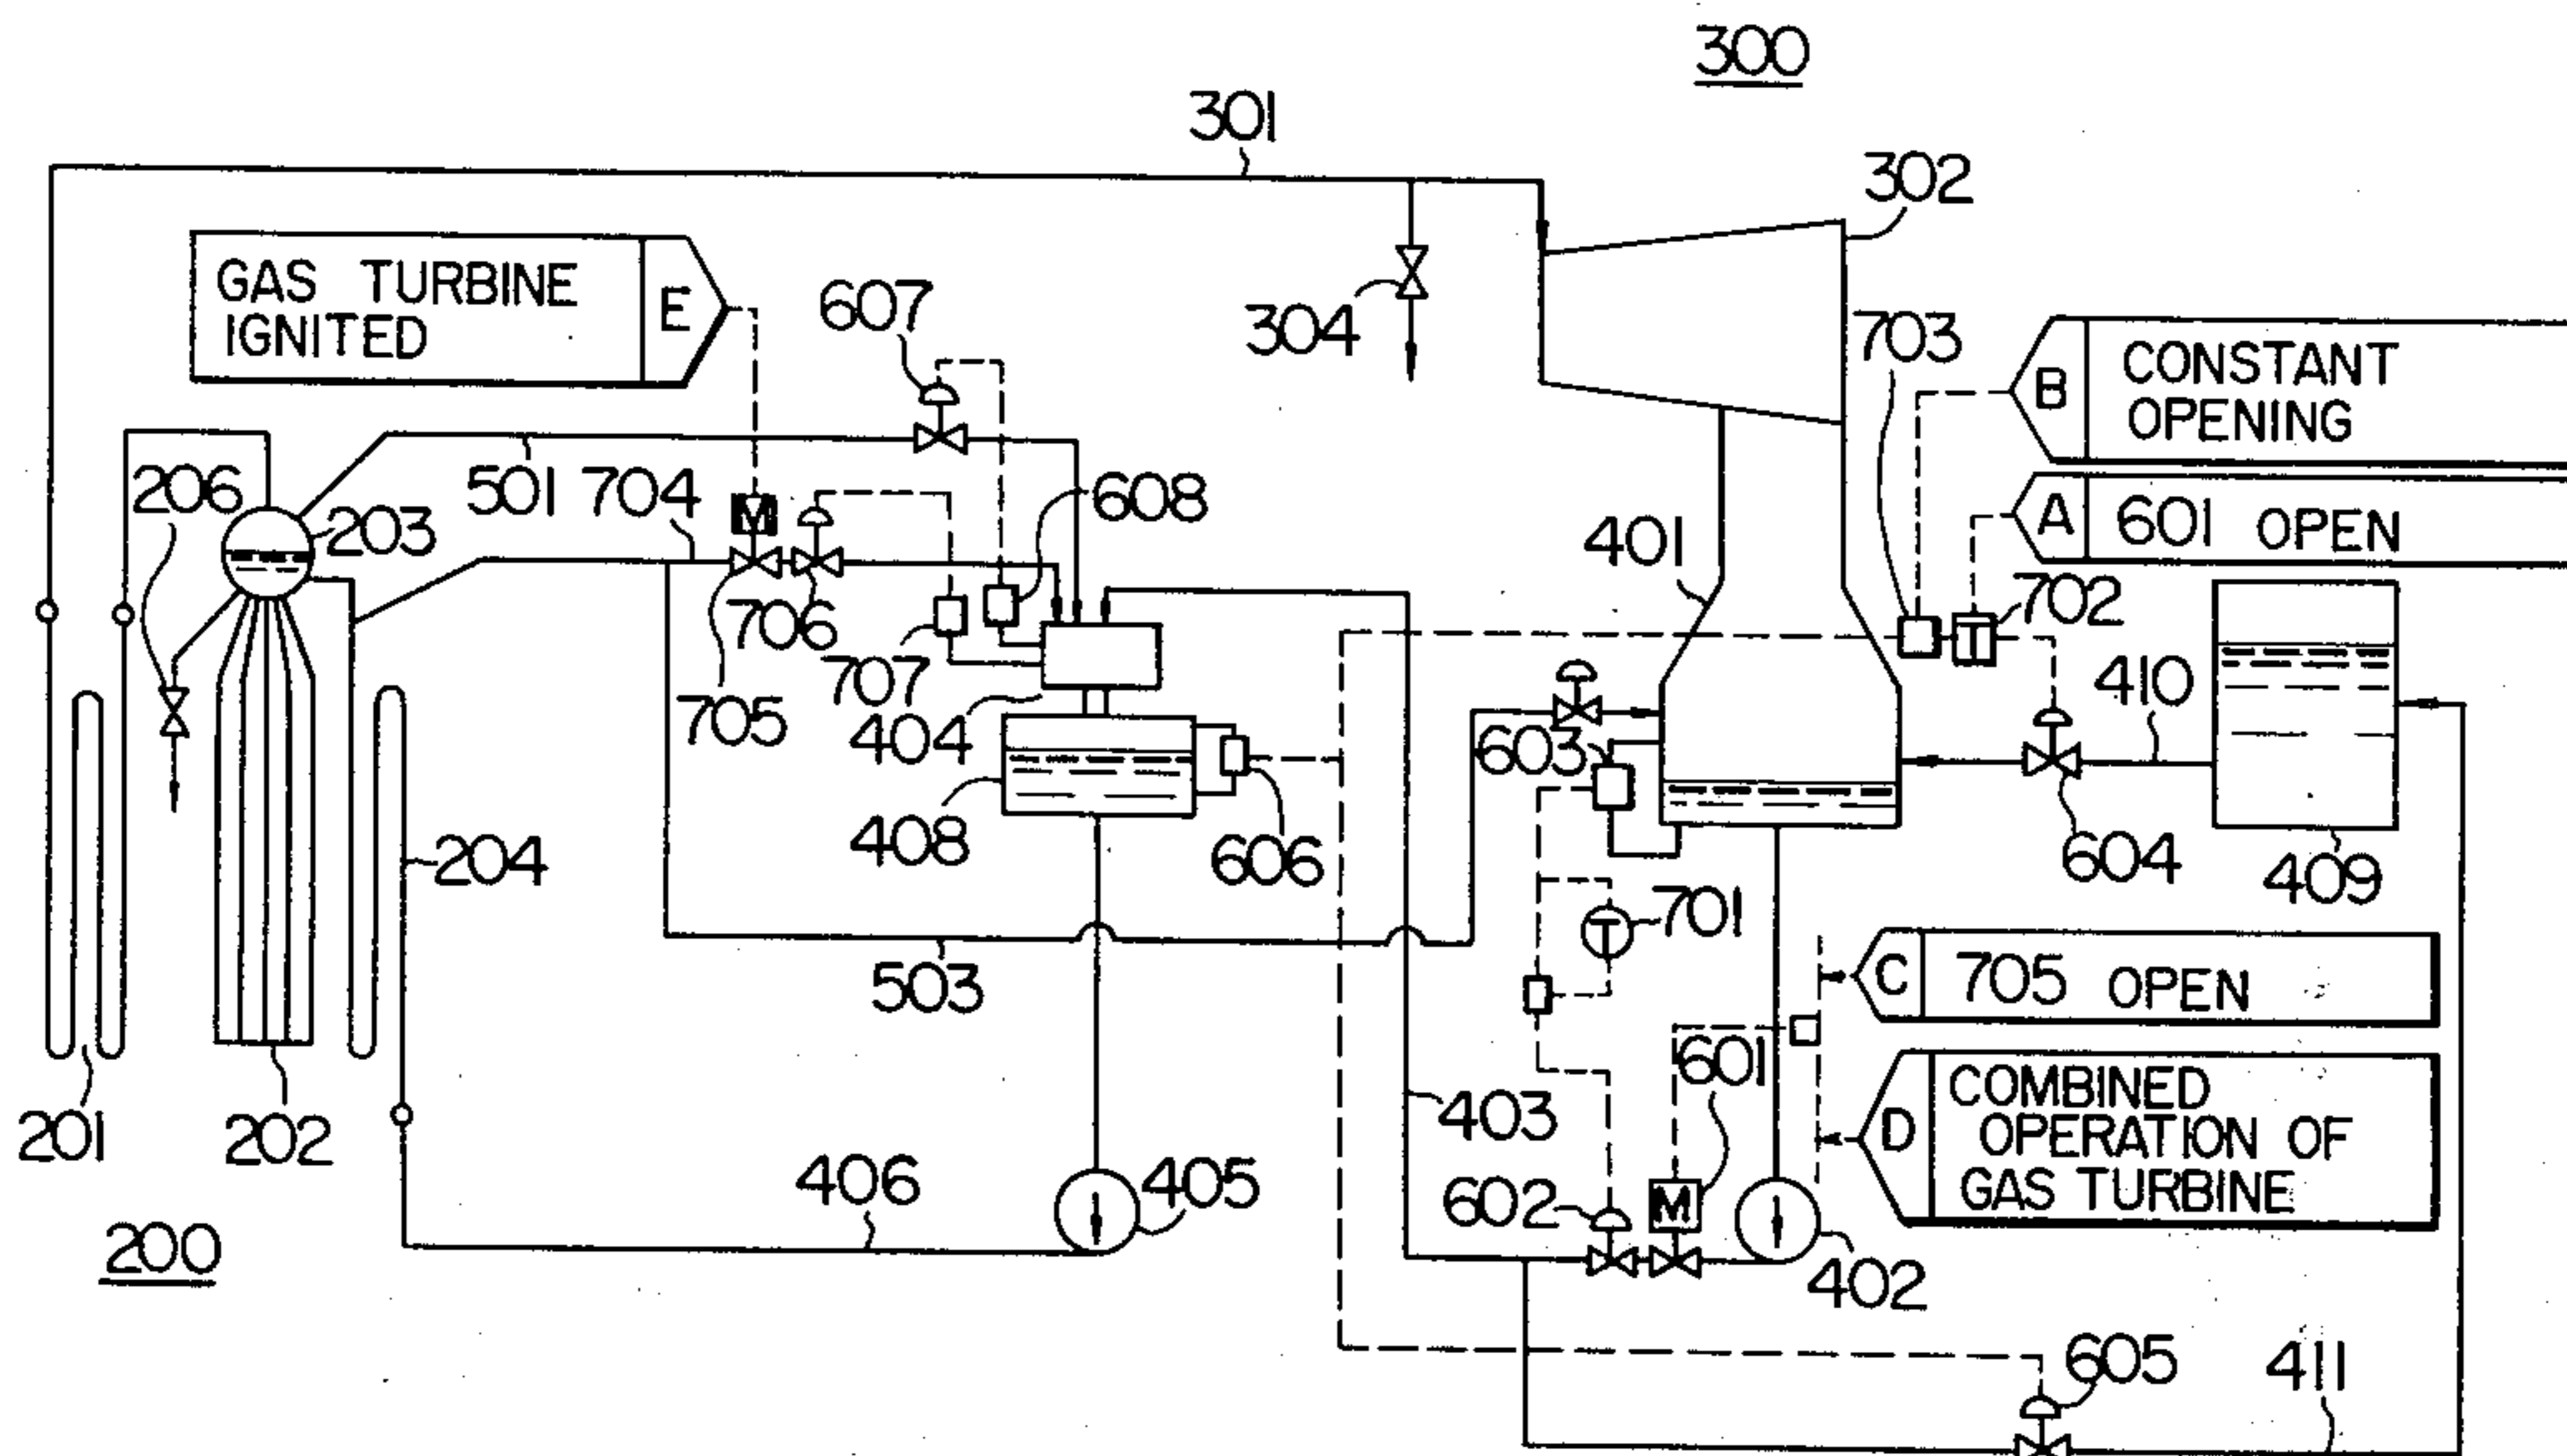 300
301
302
GAS TURBINE
IGNITED
E
607
304
703
B
CONSTANT
OPENING
206
203
501
704
M
608
401
A
601 OPEN
702
706
705
707
404
603
410
408
606
204
604
409
701
503
C
705 OPEN
601
201
202
403
D
COMBINED
OPERATION OF
GAS TURBINE
406
405
602
M
402
200
605
411